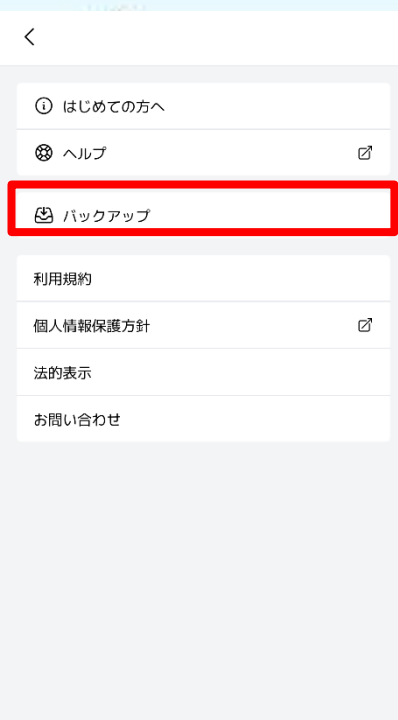 はじめての方へ
ヘルプ
バックアップ
利用規約
個人情報保護方針
法的表示
お問い合わせ